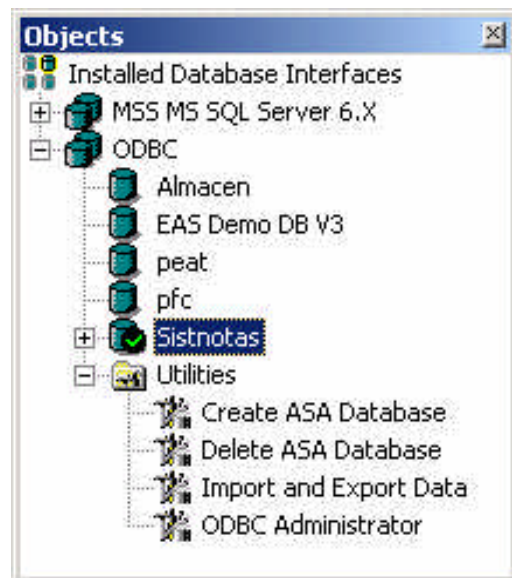 Objects
Installed Database Interfaces
MSS MS SQL Server 6.X
ODBC
Almacen
EAS Demo DB V3
peat
pfc
Sistnotas
Utilities
Create ASA Database
Delete ASA Database
Import and Export Data
ODBC Administrator